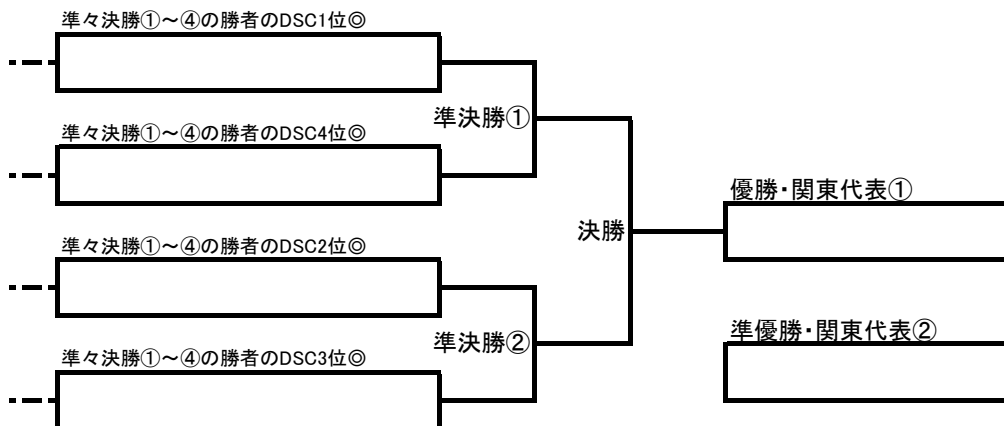 準々決勝①～④の勝者のDSC1位◎
準決勝①
準々決勝①～④の勝者のDSC4位◎
優勝・関東代表①
決勝
準々決勝①～④の勝者のDSC2位◎
準決勝②
準優勝・関東代表②
準々決勝①～④の勝者のDSC3位◎